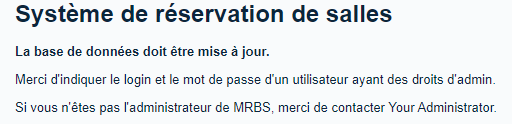 Système de réservation de salles
La base de données doit être mise à jour.
Merci d'indiquer le login et le mot de passe d'un utilisateur ayant des droits d'admin.
Si vous n'êtes pas l'administrateur de MRBS, merci de contacter Your Administrator.